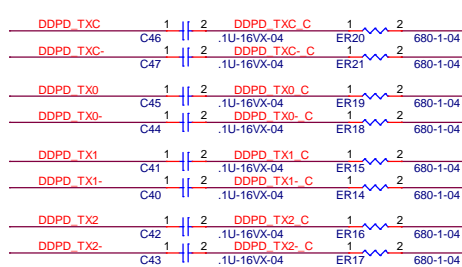 DDPD_TXC 1 2 DDPD_TXC_C 1 2
C46 .1U-16VX-04 ER20 680-1-04
DDPD_TXC- 1 2 DDPD_TXC-_C 1 2
C47 .1U-16VX-04 ER21 680-1-04
DDPD_TX0 1 2 DDPD_TX0_C 1 2
C45 .1U-16VX-04 ER19 680-1-04
DDPD_TX0- 1 2 DDPD_TX0-_C 1 2
C44 .1U-16VX-04 ER18 680-1-04
DDPD_TX1 1 2 DDPD_TX1_C 1 2
C41 .1U-16VX-04 ER15 680-1-04
DDPD_TX1- 1 2 DDPD_TX1-_C 1 2
C40 .1U-16VX-04 ER14 680-1-04
DDPD_TX2 1 2 DDPD_TX2_C 1 2
C42 .1U-16VX-04 ER16 680-1-04
DDPD_TX2- 1 2 DDPD_TX2-_C 1 2
C43 .1U-16VX-04 ER17 680-1-04